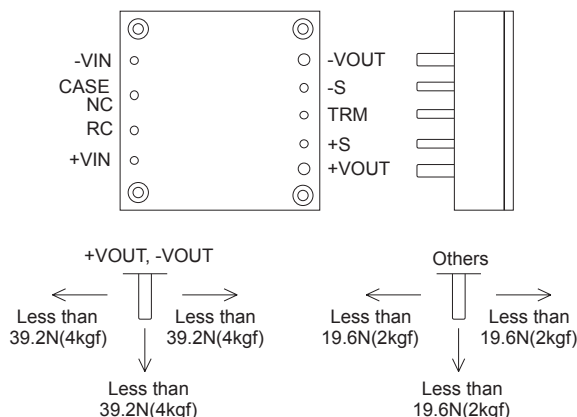 -VIN
CASE
NC
RC
+VIN
-VOUT
-S
TRM
+S
+VOUT
+VOUT, -VOUT
Less than
39.2N(4kgf)
Less than
39.2N(4kgf)
Less than
39.2N(4kgf)
Others
Less than
19.6N(2kgf)
Less than
19.6N(2kgf)
Less than
19.6N(2kgf)